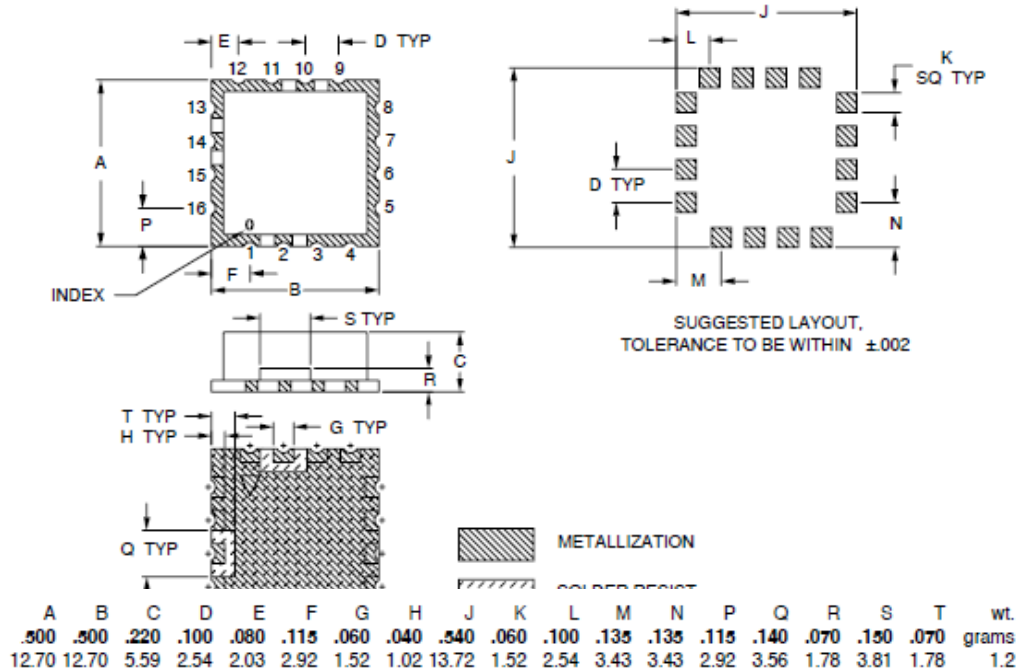 E
D TYP
12 11 10 9
13
14
15
16
8
7
6
5
A
P
0
1 2 3 4
F
B
INDEX
J
L
K
SQ TYP
J
D TYP
N
M
SUGGESTED LAYOUT,
TOLERANCE TO BE WITHIN ±.002
S TYP
C
R
T TYP
H TYP
G TYP
Q TYP
METALLIZATION
SOLDER RESIST
A B C D E F G H J K L M N P Q R S T wt.
.500 .500 .220 .100 .080 .115 .060 .040 .540 .060 .100 .135 .135 .115 .140 .070 .150 .070 grams
12.70 12.70 5.59 2.54 2.03 2.92 1.52 1.02 13.72 1.52 2.54 3.43 3.43 2.92 3.56 1.78 3.81 1.78 1.2